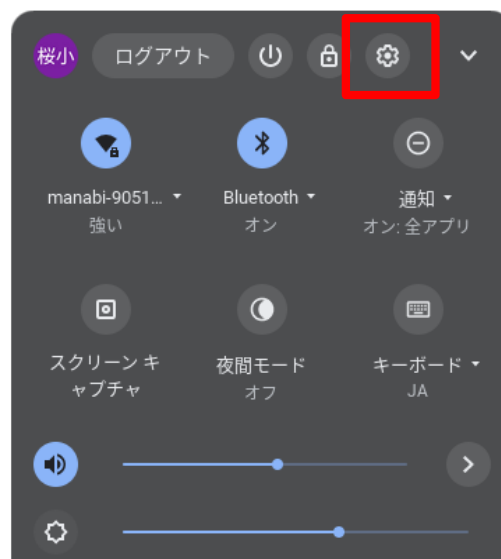 桜小 ログアウト
manabi-9051... Bluetooth 通知
強い オン オン: 全アプリ
スクリーン キ
ャプチャ
夜間モード
オフ
キーボード
JA